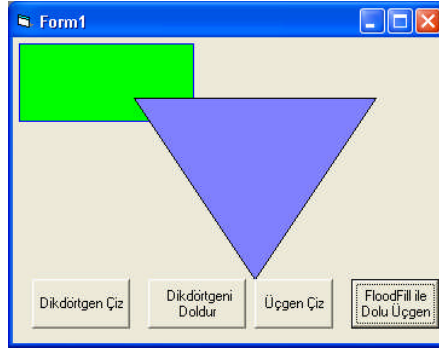 Form1
Dikdörtgen Çiz
Dikdörtgeni
Doldur
Üçgen Çiz
FloodFill ile
Dolu Üçgen